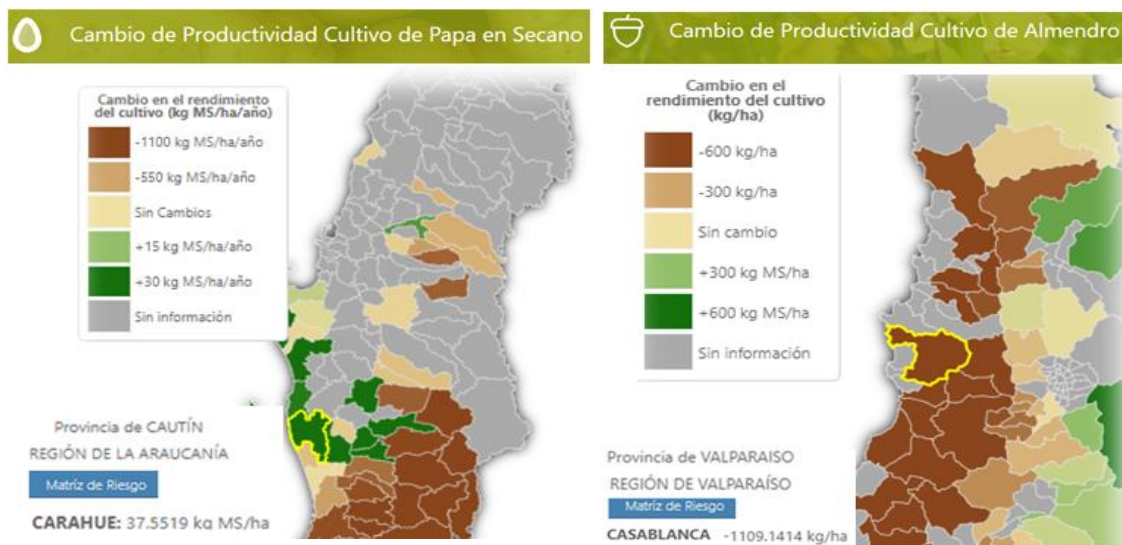 Cambio de Productividad Cultivo de Papa en Secano
Cambio en el rendimiento
del cultivo (kg MS/ha/año)
-1100 kg MS/ha/año
-550 kg MS/ha/año
Sin Cambios
+15 kg MS/ha/año
+30 kg MS/ha/año
Sin información
Provincia de CAUTÍN
REGIÓN DE LA ARAUCANÍA
Matríz de Riesgo
CARAHUE: 37.5519 kg MS/ha
Cambio de Productividad Cultivo de Almendro
Cambio en el
rendimiento del cultivo
(kg/ha)
-600 kg/ha
-300 kg/ha
Sin cambio
+300 kg MS/ha
+600 kg MS/ha
Sin información
Provincia de VALPARAISO
REGIÓN DE VALPARAÍSO
Matríz de Riesgo
CASABLANCA -1109.1414 kg/ha